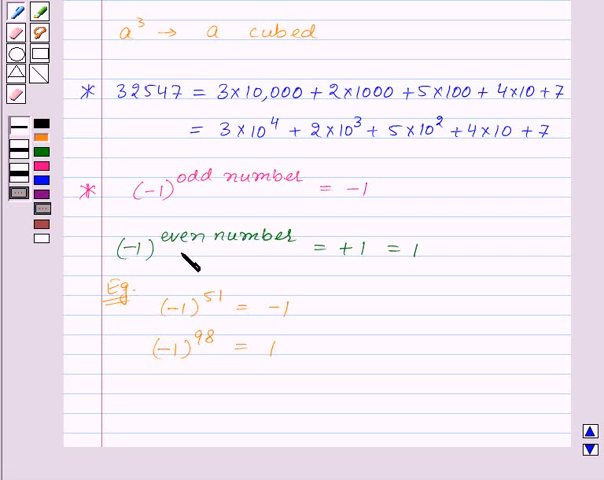 a³ → a cubed
* 32547 = 3×10,000 + 2×1000 + 5×100 + 4×10 + 7
= 3×10⁴ + 2×10³ + 5×10² + 4×10 + 7
* (-1)^odd number = -1
(-1)^even number = +1 = 1
Eg.
(-1)⁵¹ = -1
(-1)⁹⁸ = 1